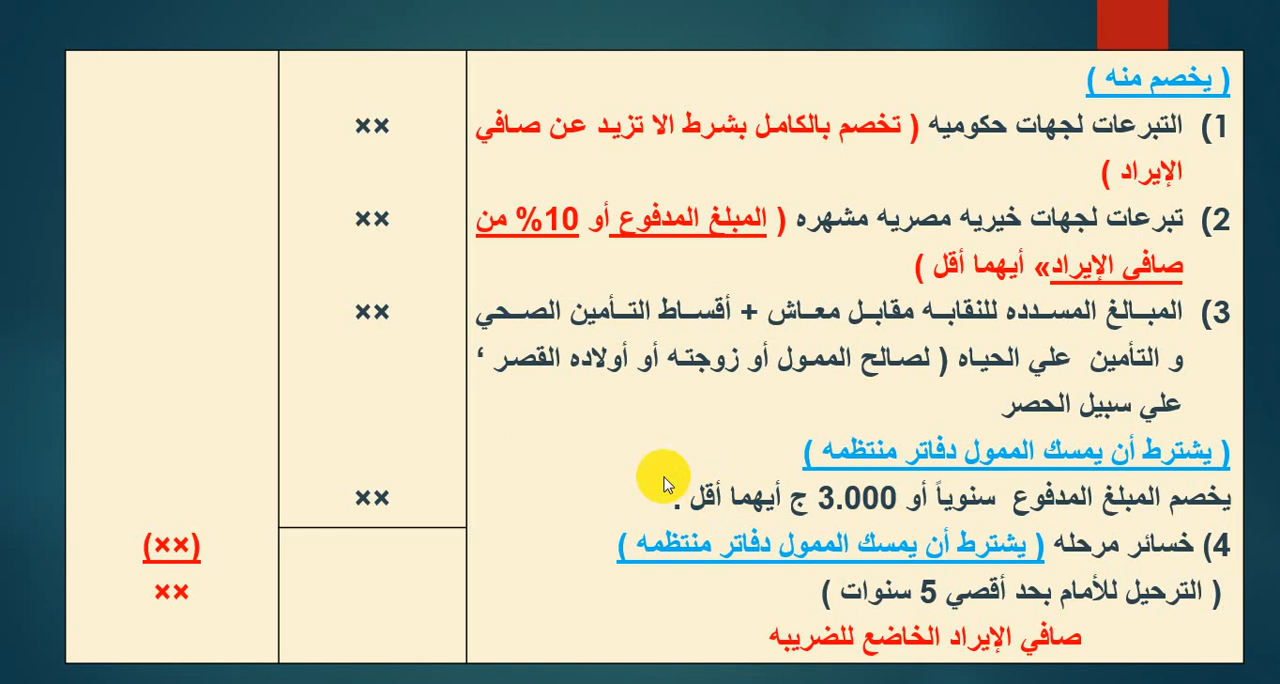 ( يخصم منه )
1) التبرعات لجهات حكوميه ( تخصم بالكامل بشرط الا تزيد عن صافي ××
الإيراد )
2) تبرعات لجهات خيريه مصريه مشهره ( المبلغ المدفوع أو 10% من ××
صافي الإيراد» أيهما أقل )
3) المبالغ المسدده للنقابه مقابل معاش + أقساط التأمين الصحي ××
و التأمين علي الحياه ( لصالح الممول أو زوجته أو أولاده القصر ‘
علي سبيل الحصر
( يشترط أن يمسك الممول دفاتر منتظمه )
يخصم المبلغ المدفوع سنوياً أو 3.000 ج أيهما أقل . ××
4) خسائر مرحله ( يشترط أن يمسك الممول دفاتر منتظمه ) (××)
( الترحيل للأمام بحد أقصي 5 سنوات ) ××
صافي الإيراد الخاضع للضريبه